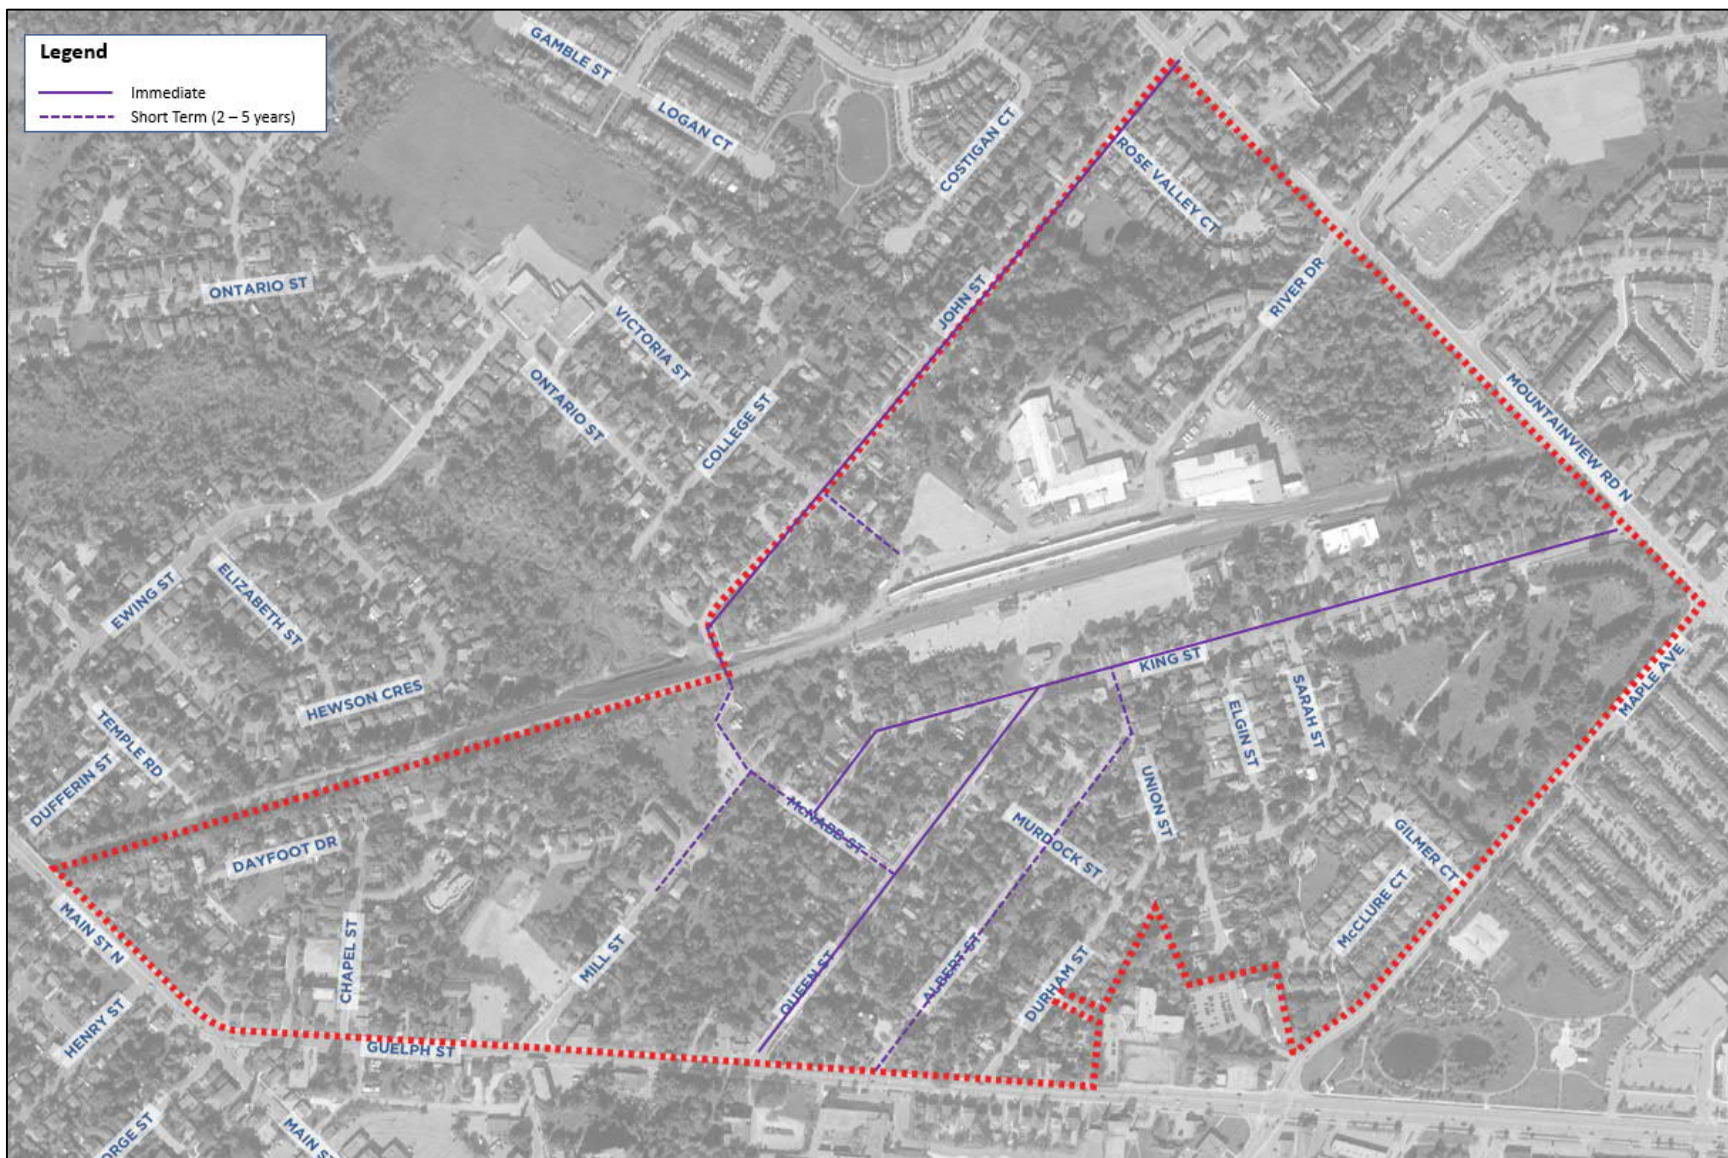 Legend
Immediate
Short Term (2 – 5 years)
GAMBLE ST
LOGAN CT
COSTIGAN CT
ROSE VALLEY CT
ONTARIO ST
VICTORIA ST
JOHN ST
RIVER DR
ONTARIO ST
COLLEGE ST
MOUNTAINVIEW RD N
EWING ST
ELIZABETH ST
HEWSON CRES
KING ST
SARAH ST
ELGIN ST
MAPLE AVE
TEMPLE RD
DUFFERIN ST
DAYFOOT DR
McNABB ST
MURDOCK ST
UNION ST
GILMER CT
McCLURE CT
MAIN ST N
CHAPEL ST
MILL ST
QUEEN ST
ALBERT ST
DURHAM ST
HENRY ST
GUELPH ST
ORGE ST
MAIN ST